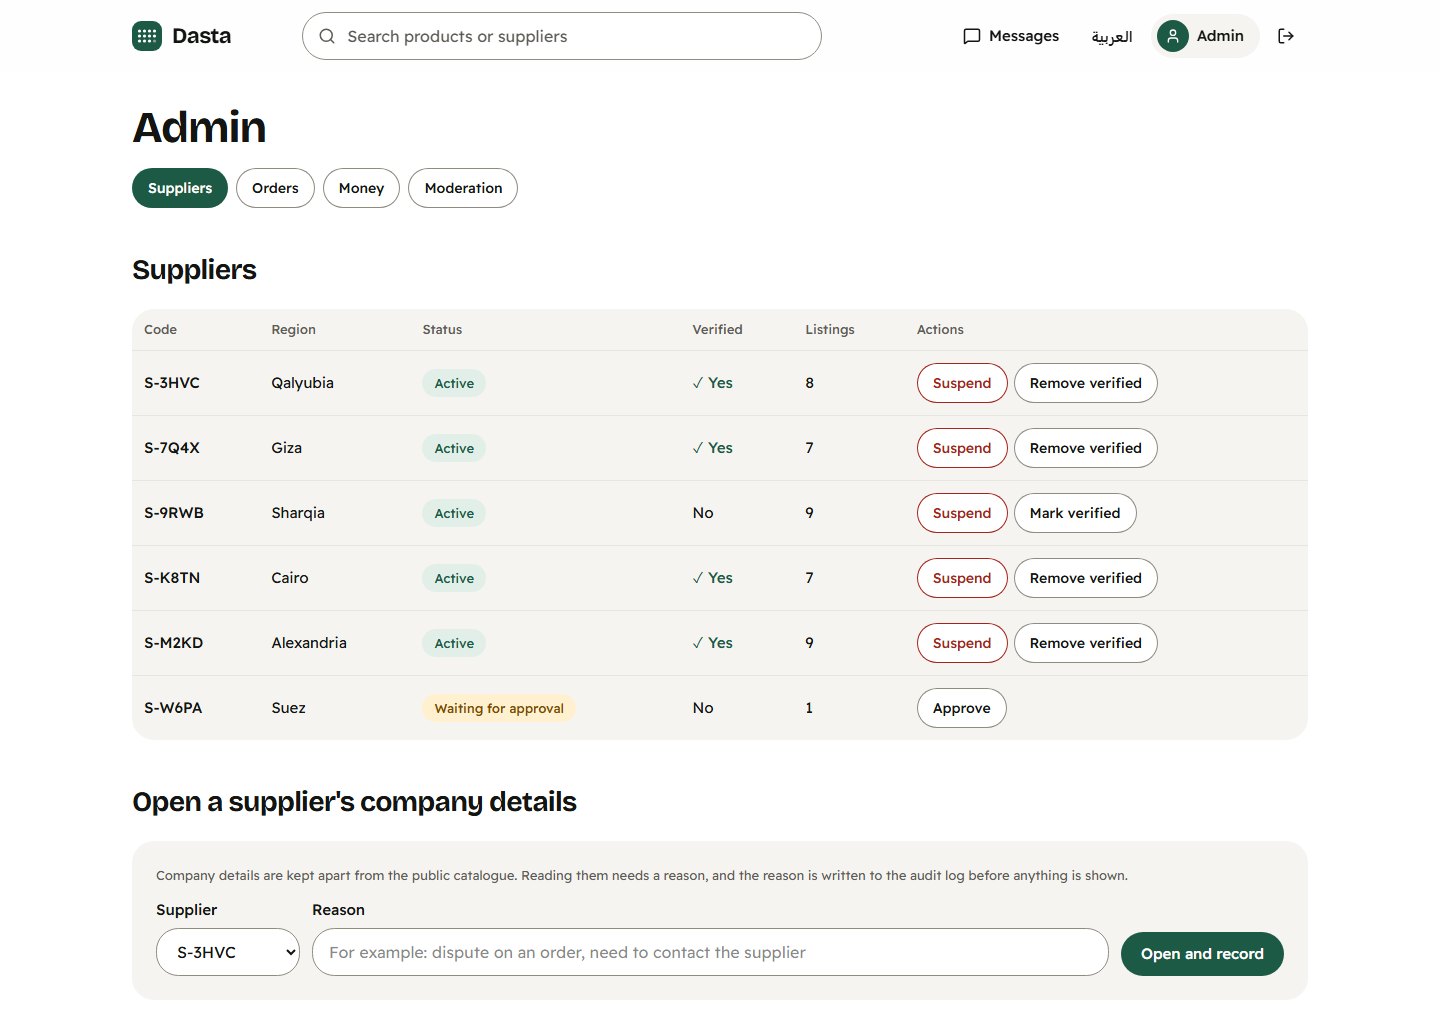 Dasta
Search products or suppliers
Messages
العربية
Admin
Admin
Suppliers Orders Money Moderation
Suppliers
Code Region Status Verified Listings Actions
S-3HVC Qalyubia Active ✓ Yes 8 Suspend Remove verified
S-7Q4X Giza Active ✓ Yes 7 Suspend Remove verified
S-9RWB Sharqia Active No 9 Suspend Mark verified
S-K8TN Cairo Active ✓ Yes 7 Suspend Remove verified
S-M2KD Alexandria Active ✓ Yes 9 Suspend Remove verified
S-W6PA Suez Waiting for approval No 1 Approve
Open a supplier's company details
Company details are kept apart from the public catalogue. Reading them needs a reason, and the reason is written to the audit log before anything is shown.
Supplier Reason
S-3HVC For example: dispute on an order, need to contact the supplier Open and record